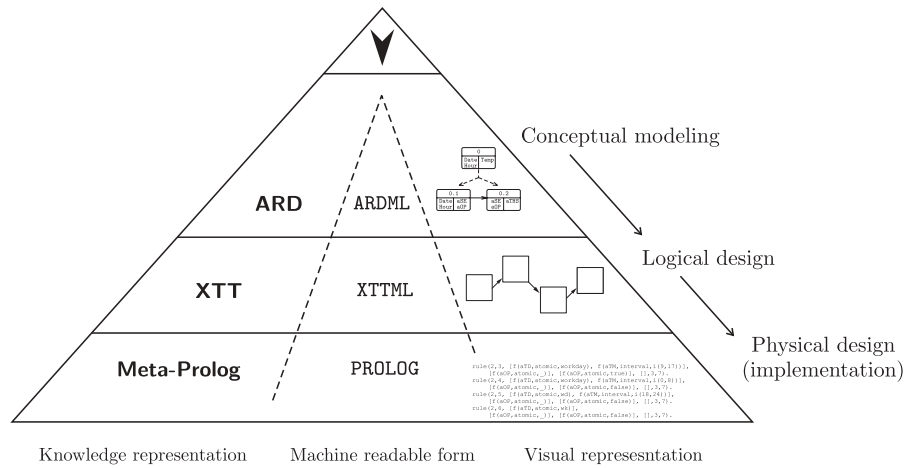 Conceptual modeling
0
Date Temp
Hour
0.1 0.2
Date aSE aSE aTHS
Hour aOP aOP
ARD ARDML
Logical design
XTT XTTML
Physical design
(implementation)
Meta-Prolog PROLOG
rule(2,3, [f(aTD,atomic,workday), f(aTM,interval,i(9,17))],
[f(aOP,atomic,_)], [f(aOP,atomic,true)], [],3,7).
rule(2,4, [f(aTD,atomic,workday), f(aTM,interval,i(0,8))],
[f(aOP,atomic,_)], [f(aOP,atomic,false)], [],3,7).
rule(2,5, [f(aTD,atomic,wd), f(aTM,interval,i(18,24))],
[f(aOP,atomic,_)], [f(aOP,atomic,false)], [],3,7).
rule(2,6, [f(aTD,atomic,wk)],
[f(aOP,atomic,_)], [f(aOP,atomic,false)], [],3,7).
Knowledge representation Machine readable form Visual represesntation